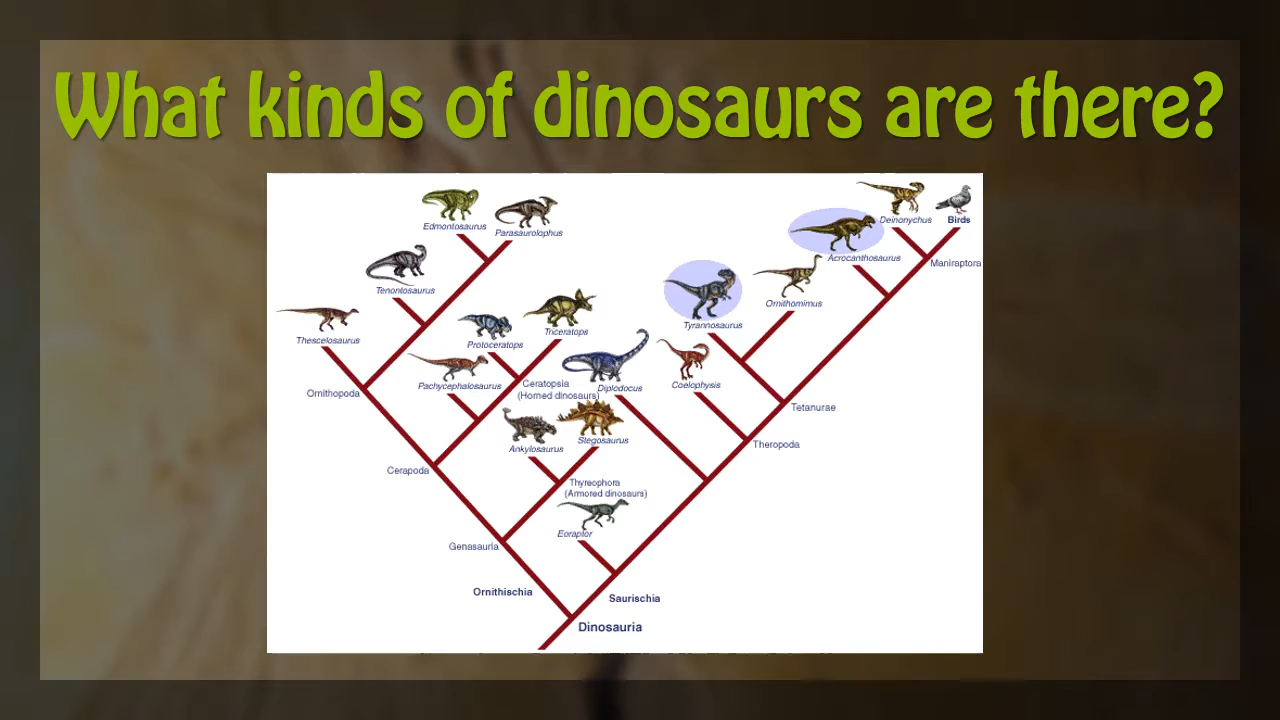 What kinds of dinosaurs are there?
Edmontosaurus
Parasaurolophus
Deinonychus
Birds
Acrocanthosaurus
Maniraptora
Tenontosaurus
Ornithomimus
Thescelosaurus
Protoceratops
Triceratops
Tyrannosaurus
Pachycephalosaurus
Ceratopsia
(Horned dinosaurs)
Diplodocus
Coelophysis
Ornithopoda
Tetanurae
Ankylosaurus
Stegosaurus
Theropoda
Cerapoda
Thyreophora
(Armored dinosaurs)
Eoraptor
Genasauria
Ornithischia
Saurischia
Dinosauria